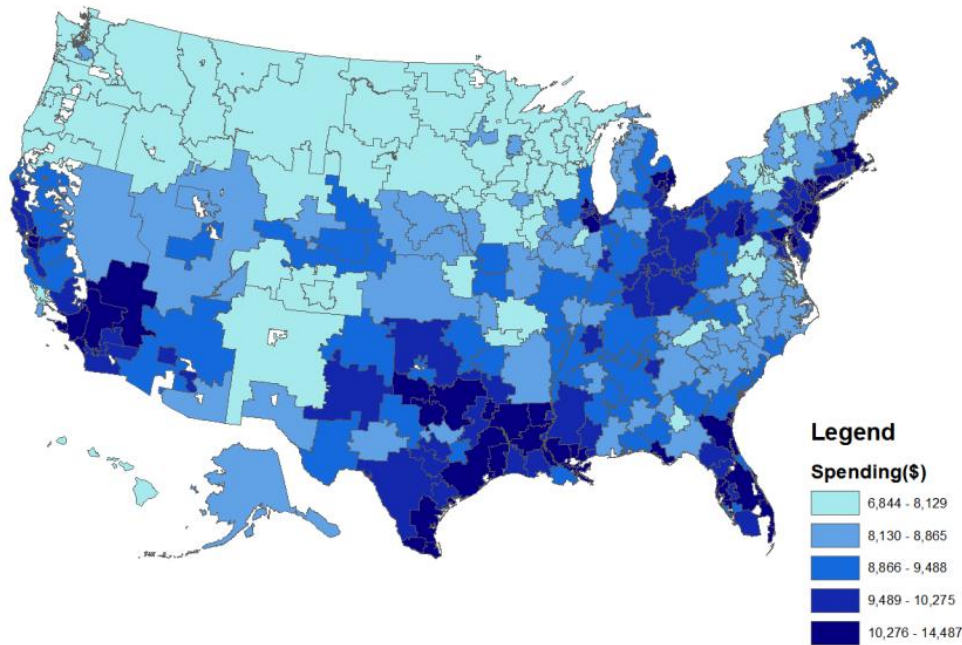 Legend
Spending($)
6,844 - 8,129
8,130 - 8,865
8,866 - 9,488
9,489 - 10,275
10,276 - 14,487